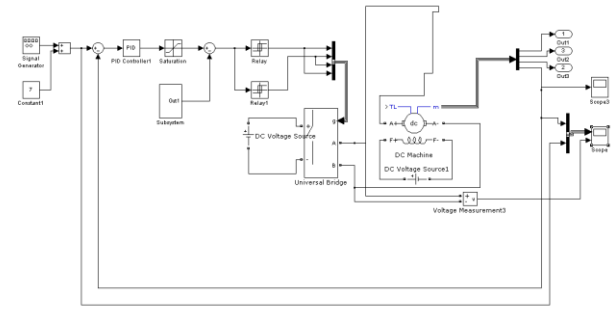 Signal
Generator
7
Constant1
+
+
PID
PID Controller1
Saturation
Out1
Subsystem
Relay
Relay1
DC Voltage Source
g
A
B
+
-
Universal Bridge
TL
m
A+
dc
A-
F+
F-
DC Machine
DC Voltage Source1
+
-
v
Voltage Measurement3
1
Out1
3
Out2
2
Out3
Scope3
Scope